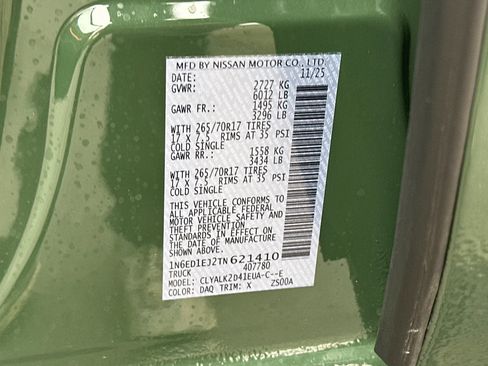 MFD BY NISSAN MOTOR CO., LTD.
DATE: 11/25
GVWR: 2727 KG
6012 LB
GAWR FR.: 1495 KG
3296 LB
WITH 265/70R17 TIRES
17 X 7.5 RIMS AT 35 PSI
COLD SINGLE
GAWR RR.: 1558 KG
3434 LB
WITH 265/70R17 TIRES
17 X 7.5 RIMS AT 35 PSI
COLD SINGLE
THIS VEHICLE CONFORMS TO
ALL APPLICABLE FEDERAL
MOTOR VEHICLE SAFETY AND
THEFT PREVENTION
STANDARDS IN EFFECT ON
THE DATE OF MANUFACTURE
SHOWN ABOVE.
1N6ED1EJ2TN621410
TRUCK 407780
MODEL: CLYALK2D41EUA-C--E
COLOR: DAQ TRIM: X ZS00A